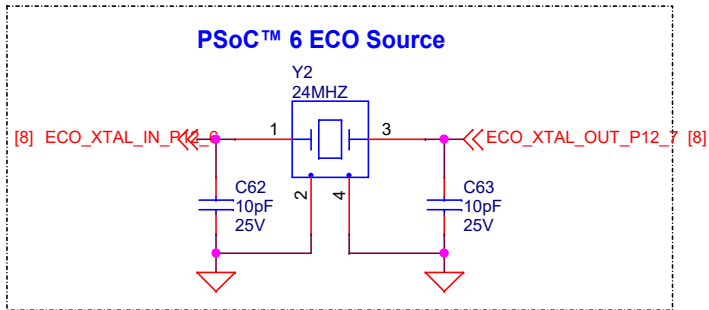 PSoC™ 6 ECO Source
Y2
24MHZ
[8] ECO_XTAL_IN_P12_6
1
3
ECO_XTAL_OUT_P12_7 [8]
2
4
C62
10pF
25V
C63
10pF
25V